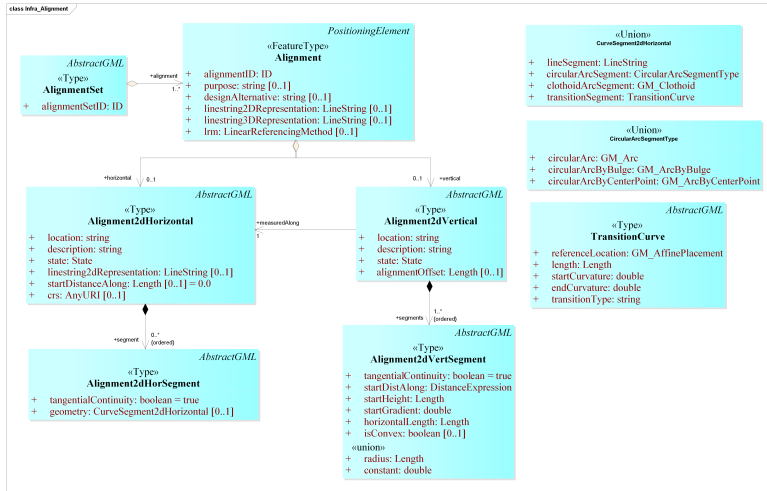 class Infra_Alignment
AbstractGML
«Type»
AlignmentSet
+ alignmentSetID: ID
+alignment
1..*
PositioningElement
«FeatureType»
Alignment
+ alignmentID: ID
+ purpose: string [0..1]
+ designAlternative: string [0..1]
+ linestring2DRepresentation: LineString [0..1]
+ linestring3DRepresentation: LineString [0..1]
+ lrm: LinearReferencingMethod [0..1]
«Union»
CurveSegment2dHorizontal
+ lineSegment: LineString
+ circularArcSegment: CircularArcSegmentType
+ clothoidArcSegment: GM_Clothoid
+ transitionSegment: TransitionCurve
«Union»
CircularArcSegmentType
+ circularArc: GM_Arc
+ circularArcByBulge: GM_ArcByBulge
+ circularArcByCenterPoint: GM_ArcByCenterPoint
+horizontal
0..1
0..1
+vertical
AbstractGML
«Type»
Alignment2dHorizontal
+ location: string
+ description: string
+ state: State
+ linestring2dRepresentation: LineString [0..1]
+ startDistanceAlong: Length [0..1] = 0.0
+ crs: AnyURI [0..1]
+measuredAlong
1
AbstractGML
«Type»
Alignment2dVertical
+ location: string
+ description: string
+ state: State
+ alignmentOffset: Length [0..1]
AbstractGML
«Type»
TransitionCurve
+ referenceLocation: GM_AffinePlacement
+ length: Length
+ startCurvature: double
+ endCurvature: double
+ transitionType: string
+segment
0..*
{ordered}
+segments
1..*
{ordered}
AbstractGML
«Type»
Alignment2dHorSegment
+ tangentialContinuity: boolean = true
+ geometry: CurveSegment2dHorizontal [0..1]
AbstractGML
«Type»
Alignment2dVertSegment
+ tangentialContinuity: boolean = true
+ startDistAlong: DistanceExpression
+ startHeight: Length
+ startGradient: double
+ horizontalLength: Length
+ isConvex: boolean [0..1]
«union»
+ radius: Length
+ constant: double